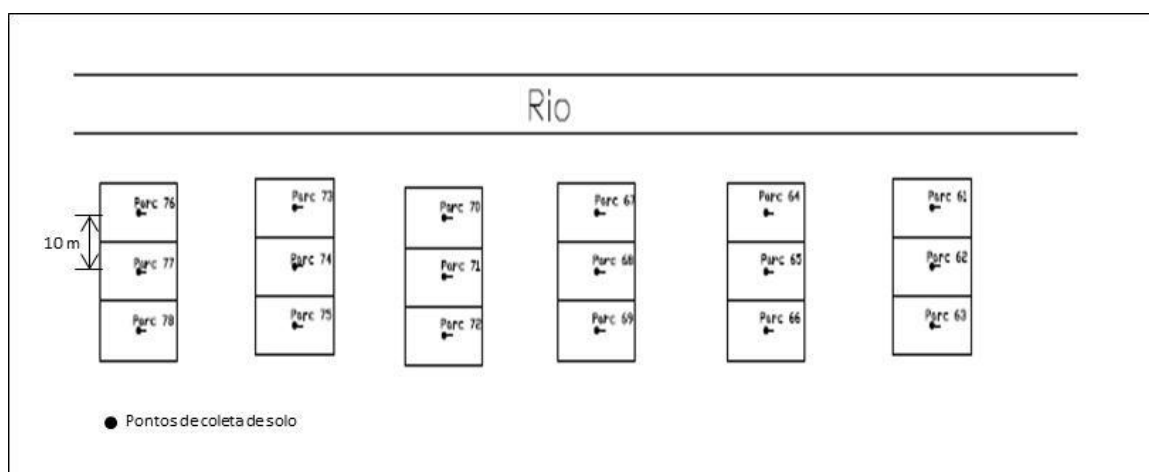 Rio
Parc 76
Parc 73
Parc 70
Parc 67
Parc 64
Parc 61
10 m
Parc 77
Parc 74
Parc 71
Parc 68
Parc 65
Parc 62
Parc 78
Parc 75
Parc 72
Parc 69
Parc 66
Parc 63
Pontos de coleta de solo